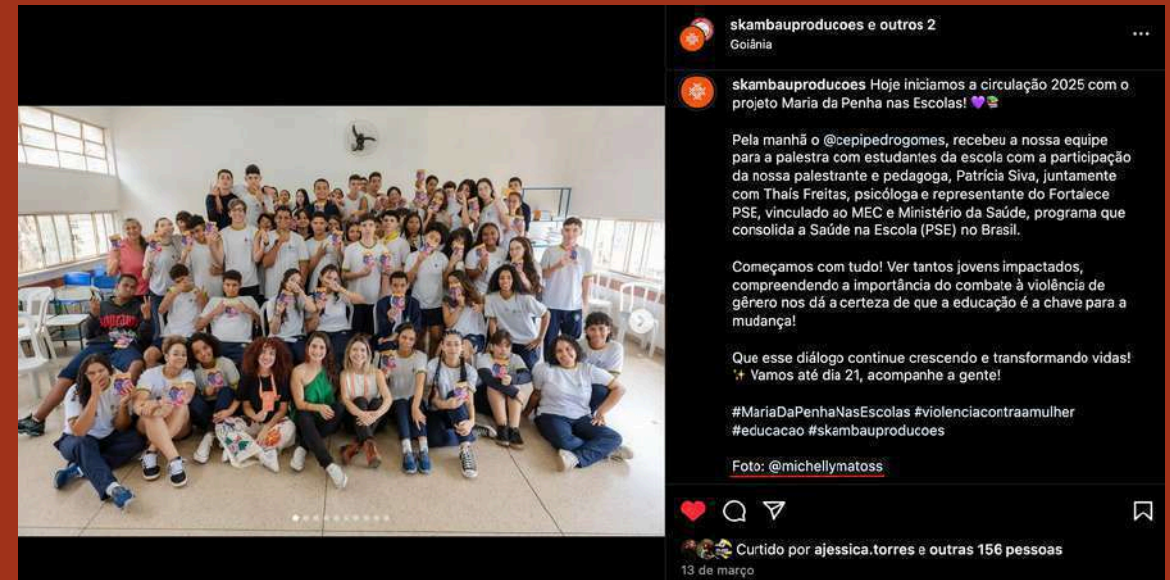 skambauproducoes e outros 2
Goiânia
skambauproducoes Hoje iniciamos a circulação 2025 com o
projeto Maria da Penha nas Escolas! 💜📚
Pela manhã o @cepipedrogomes, recebeu a nossa equipe
para a palestra com estudantes da escola com a participação
da nossa palestrante e pedagoga, Patrícia Siva, juntamente
com Thaís Freitas, psicóloga e representante do Fortalece
PSE, vinculado ao MEC e Ministério da Saúde, programa que
consolida a Saúde na Escola (PSE) no Brasil.
Começamos com tudo! Ver tantos jovens impactados,
compreendendo a importância do combate à violência de
gênero nos dá a certeza de que a educação é a chave para a
mudança!
Que esse diálogo continue crescendo e transformando vidas!
✨ Vamos até dia 21, acompanhe a gente!
#MariaDaPenhaNasEscolas #violenciacontraamulher
#educacao #skambauproducoes
Foto: @michellymatoss
Curtido por ajessica.torres e outras 156 pessoas
13 de março